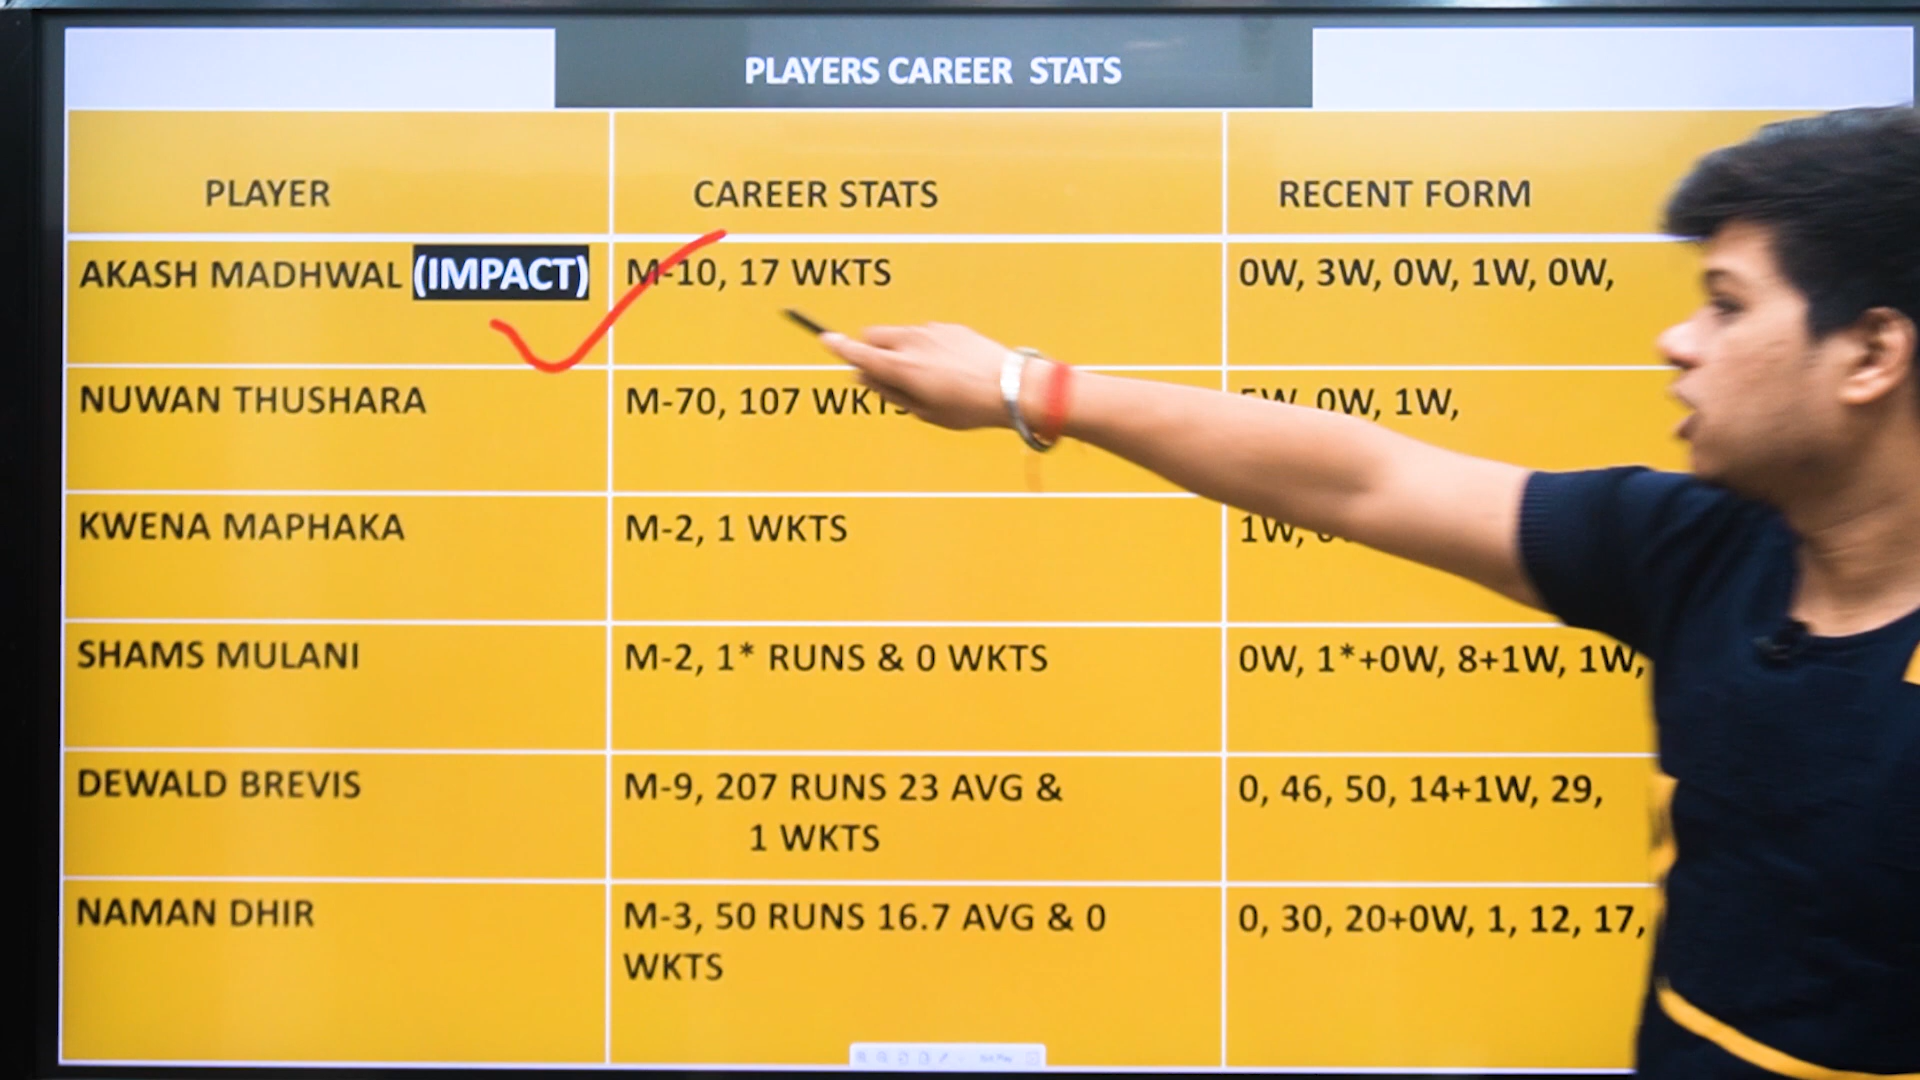 PLAYERS CAREER STATS
PLAYER CAREER STATS RECENT FORM
AKASH MADHWAL (IMPACT) M-10, 17 WKTS 0W, 3W, 0W, 1W, 0W,
NUWAN THUSHARA M-70, 107 WKTS 5W, 0W, 1W,
KWENA MAPHAKA M-2, 1 WKTS 1W,
SHAMS MULANI M-2, 1* RUNS & 0 WKTS 0W, 1*+0W, 8+1W, 1W,
DEWALD BREVIS M-9, 207 RUNS 23 AVG & 0, 46, 50, 14+1W, 29,
1 WKTS
NAMAN DHIR M-3, 50 RUNS 16.7 AVG & 0 0, 30, 20+0W, 1, 12, 17,
WKTS